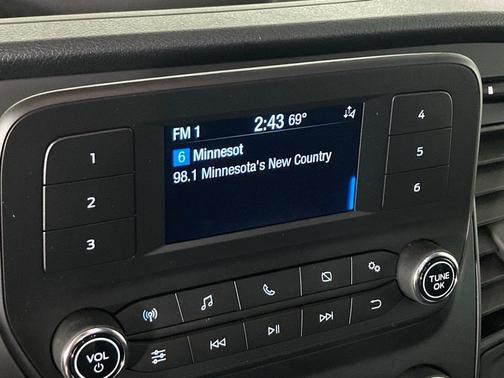 FM 1 2:43 69°
6 Minnesot
98.1 Minnesota's New Country
1
2
3
4
5
6
VOL
TUNE
OK